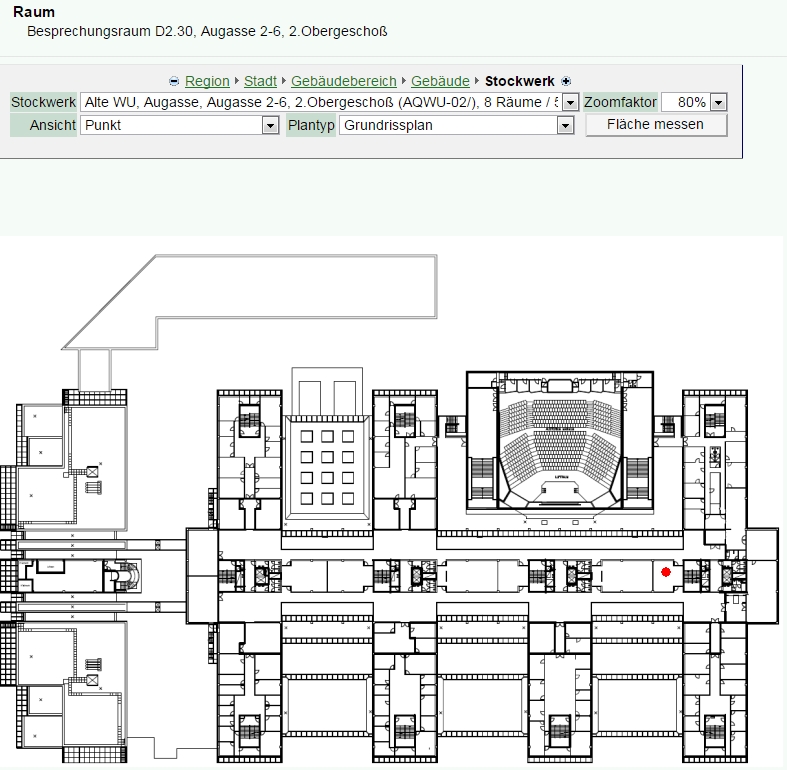 Raum
Besprechungsraum D2.30, Augasse 2-6, 2.Obergeschoß
Region Stadt Gebäudebereich Gebäude Stockwerk
Stockwerk Alte WU, Augasse, Augasse 2-6, 2.Obergeschoß (AQWU-02/), 8 Räume / Zoomfaktor 80%
Ansicht Punkt Plantyp Grundrissplan Fläche messen